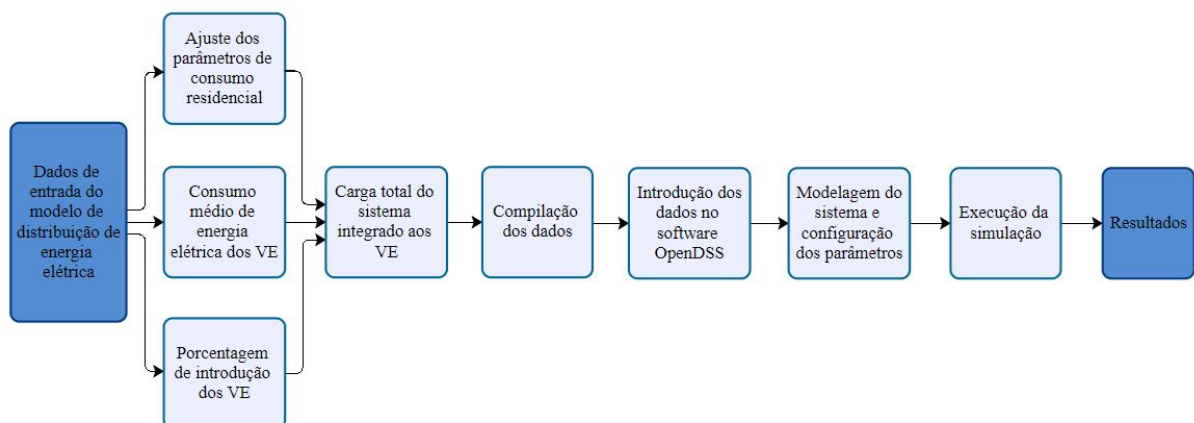 Dados de
entrada do
modelo de
distribuição de
energia
elétrica
Ajuste dos
parâmetros de
consumo
residencial
Consumo
médio de
energia
elétrica dos VE
Porcentagem
de introdução
dos VE
Carga total do
sistema
integrado aos
VE
Compilação
dos dados
Introdução dos
dados no
software
OpenDSS
Modelagem do
sistema e
configuração
dos parâmetros
Execução da
simulação
Resultados